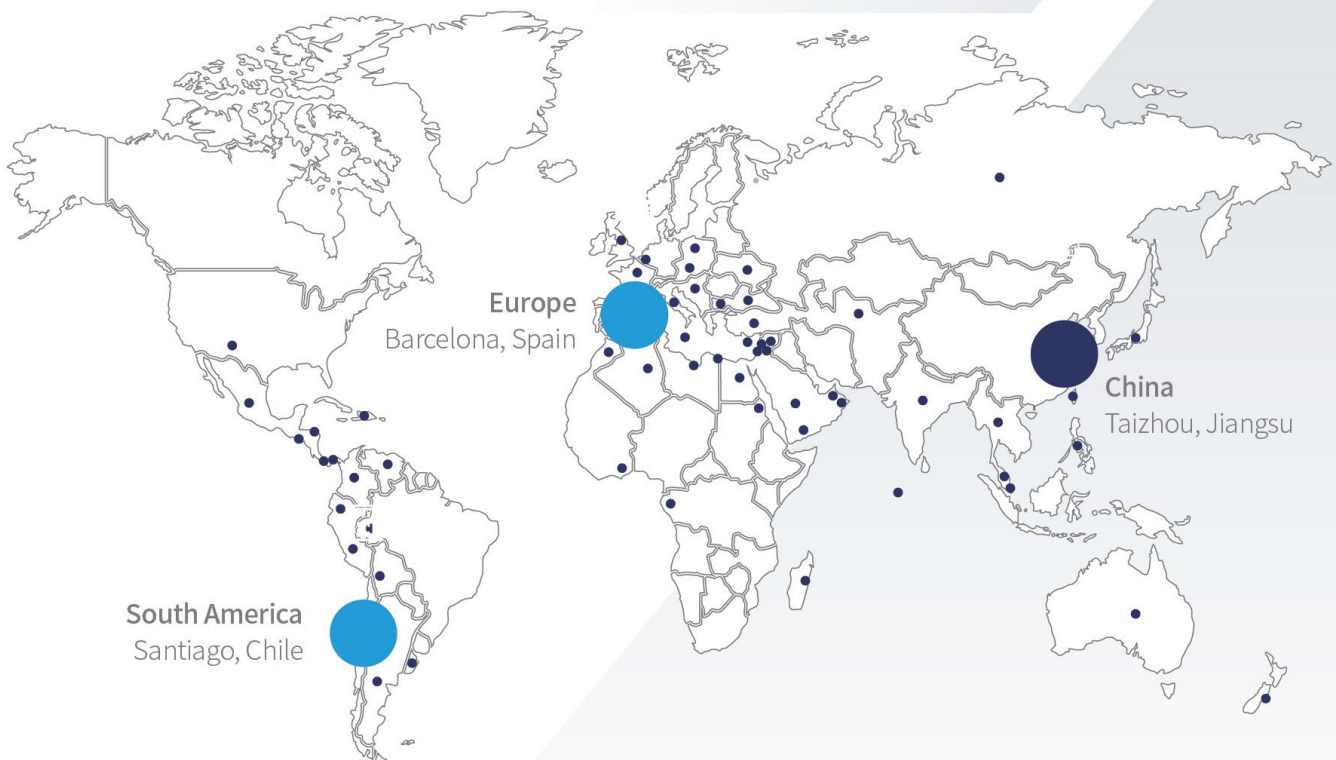 Europe
Barcelona, Spain
China
Taizhou, Jiangsu
South America
Santiago, Chile